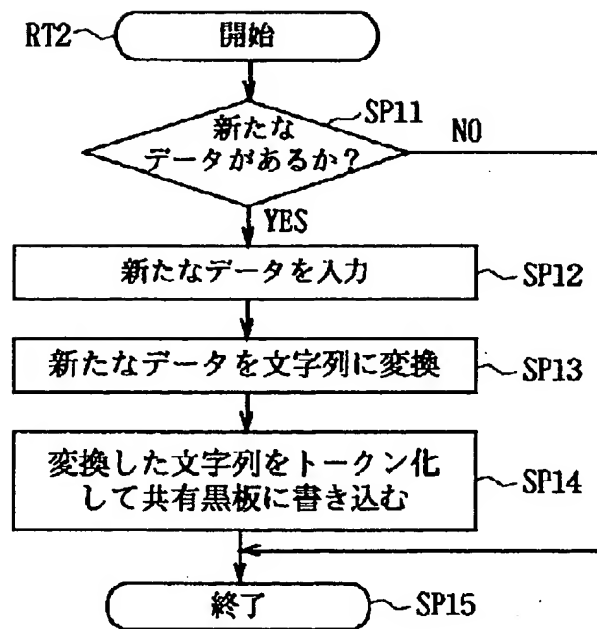 RT2
開始
SP11
新たな
データがあるか?
NO
YES
新たなデータを入力
SP12
新たなデータを文字列に変換
SP13
変換した文字列をトークン化
して共有黒板に書き込む
SP14
終了
SP15